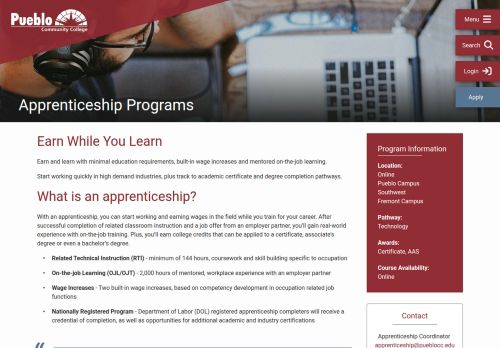 Pueblo
Community College
Menu
Search
Login
Apply
Apprenticeship Programs
Earn While You Learn
Earn and learn with minimal education requirements, built-in wage increases and mentored on-the-job learning.
Start working quickly in high demand industries, plus track to academic certificate and degree completion pathways.
What is an apprenticeship?
With an apprenticeship, you can start working and earning wages in the field while you train for your career. After
successful completion of related classroom instruction and a job offer from an employer partner, you'll gain real-world
experience with on-the-job training. Plus, you'll earn college credits that can be applied to a certificate, associate's
degree or even a bachelor's degree.
Related Technical Instruction (RTI) - minimum of 144 hours, coursework and skill building specific to occupation
On-the-job Learning (OJL/OJT) - 2,000 hours of mentored, workplace experience with an employer partner
Wage Increases - Two built-in wage increases, based on competency development in occupation related job
functions
Nationally Registered Program - Department of Labor (DOL) registered apprenticeship completers will receive a
credential of completion, as well as opportunities for additional academic and industry certifications.
Program Information
Location:
Online
Pueblo Campus
Southwest
Fremont Campus
Pathway:
Technology
Awards:
Certificate, AAS
Course Availability:
Online
Contact
Apprenticeship Coordinator
apprenticeship@pueblocc.edu